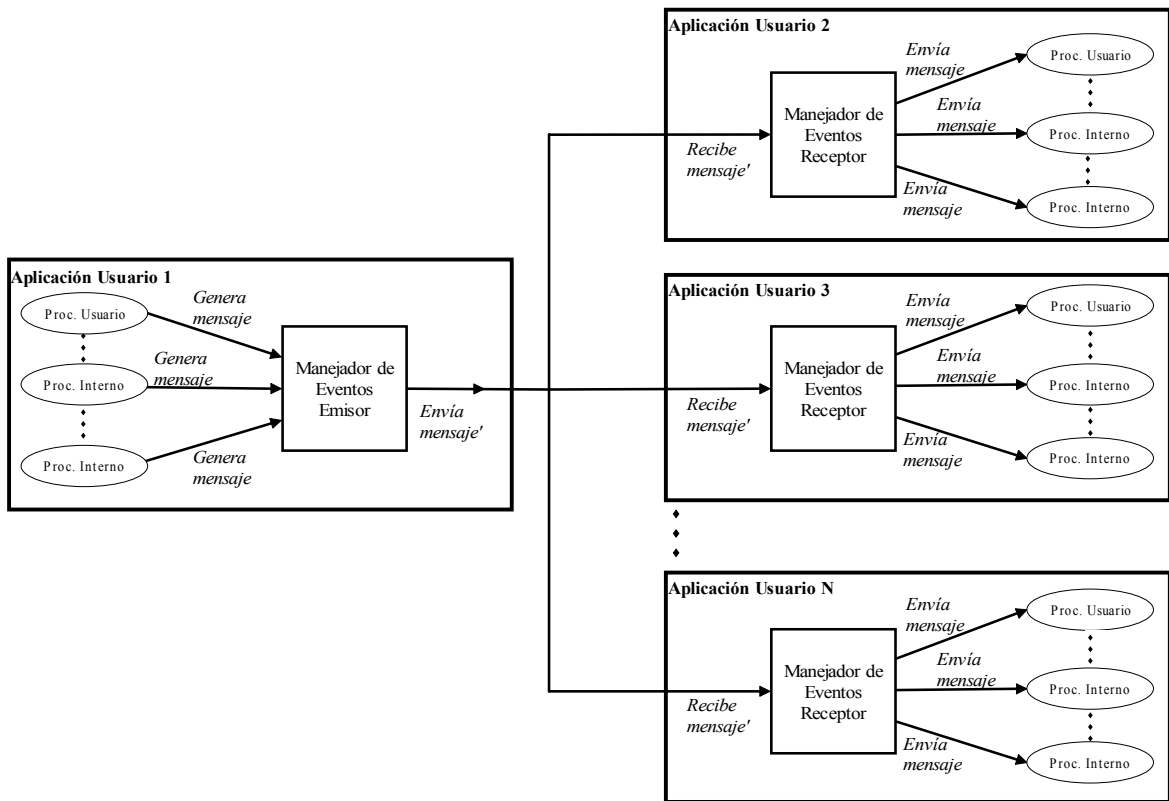 Aplicación Usuario 1
Proc. Usuario
Proc. Interno
Proc. Interno
Genera
mensaje
Genera
mensaje
Genera
mensaje
Manejador de
Eventos
Emisor
Envía
mensaje'
Aplicación Usuario 2
Recibe
mensaje'
Manejador de
Eventos
Receptor
Envía
mensaje
Envía
mensaje
Envía
mensaje
Proc. Usuario
Proc. Interno
Proc. Interno
Aplicación Usuario 3
Recibe
mensaje'
Manejador de
Eventos
Receptor
Envía
mensaje
Envía
mensaje
Envía
mensaje
Proc. Usuario
Proc. Interno
Proc. Interno
Aplicación Usuario N
Recibe
mensaje'
Manejador de
Eventos
Receptor
Envía
mensaje
Envía
mensaje
Envía
mensaje
Proc. Usuario
Proc. Interno
Proc. Interno